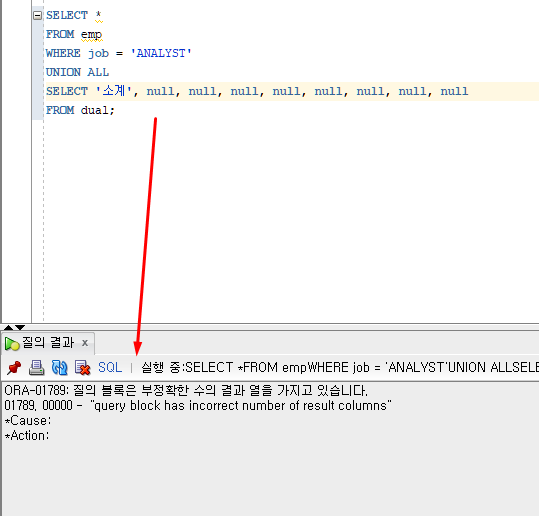 SELECT *
FROM emp
WHERE job = 'ANALYST'
UNION ALL
SELECT '소계', null, null, null, null, null, null, null, null
FROM dual;
질의 결과 x
SQL | 실행 중:SELECT *FROM empWHERE job = 'ANALYST'UNION ALLSELE
ORA-01789: 질의 블록은 부정확한 수의 결과 열을 가지고 있습니다.
01789, 00000 - "query block has incorrect number of result columns"
*Cause:
*Action: